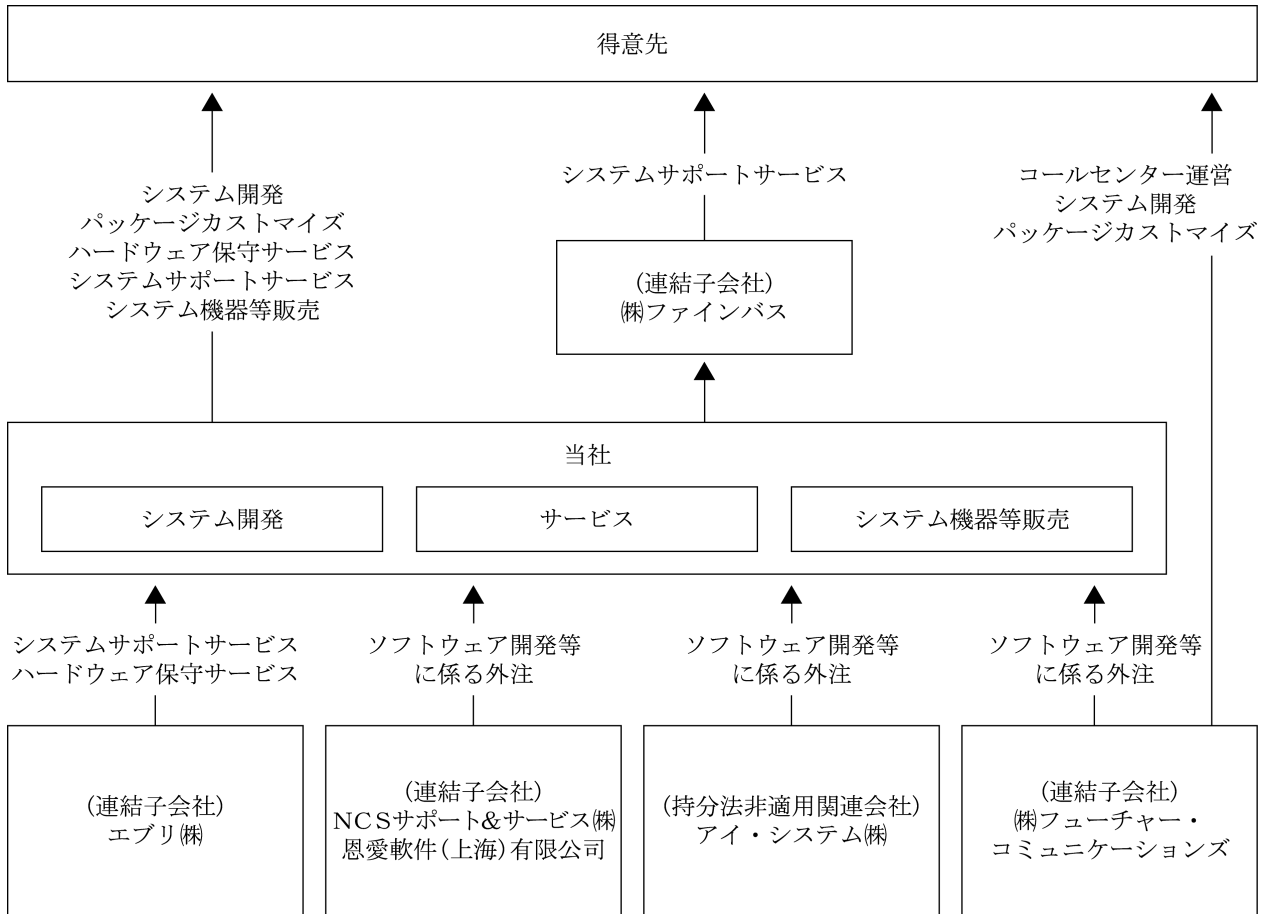 得意先
システム開発
パッケージカストマイズ
ハードウェア保守サービス
システムサポートサービス
システム機器等販売
システムサポートサービス
コールセンター運営
システム開発
パッケージカストマイズ
(連結子会社)
㈱ファインバス
当社
システム開発
サービス
システム機器等販売
システムサポートサービス
ハードウェア保守サービス
ソフトウェア開発等
に係る外注
ソフトウェア開発等
に係る外注
ソフトウェア開発等
に係る外注
(連結子会社)
エブリ㈱
(連結子会社)
NCSサポート&サービス㈱
恩愛軟件(上海)有限公司
(持分法非適用関連会社)
アイ・システム㈱
(連結子会社)
㈱フューチャー・
コミュニケーションズ